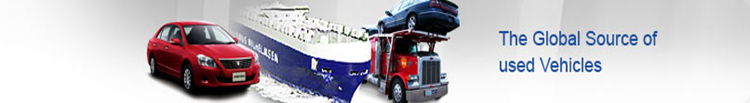 The Global Source of
used Vehicles